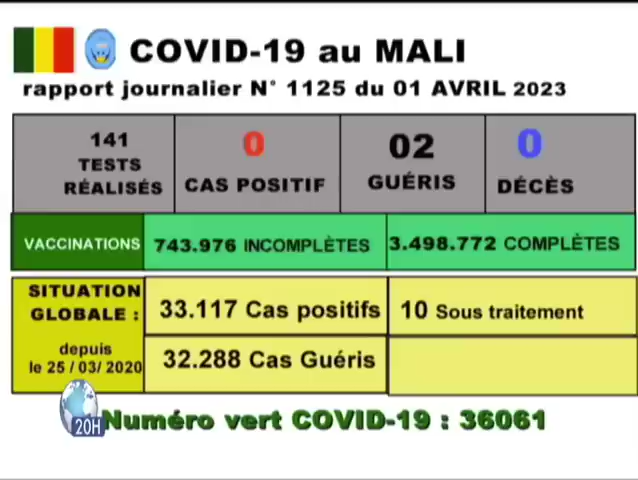 COVID-19 au MALI
rapport journalier N° 1125 du 01 AVRIL 2023
141
TESTS
RÉALISÉS
0
CAS POSITIF
02
GUÉRIS
0
DÉCÈS
VACCINATIONS
743.976 INCOMPLÈTES
3.498.772 COMPLÈTES
SITUATION
GLOBALE :
depuis
le 25 / 03/ 2020
33.117 Cas positifs
10 Sous traitement
32.288 Cas Guéris
20H
Numéro vert COVID-19 : 36061